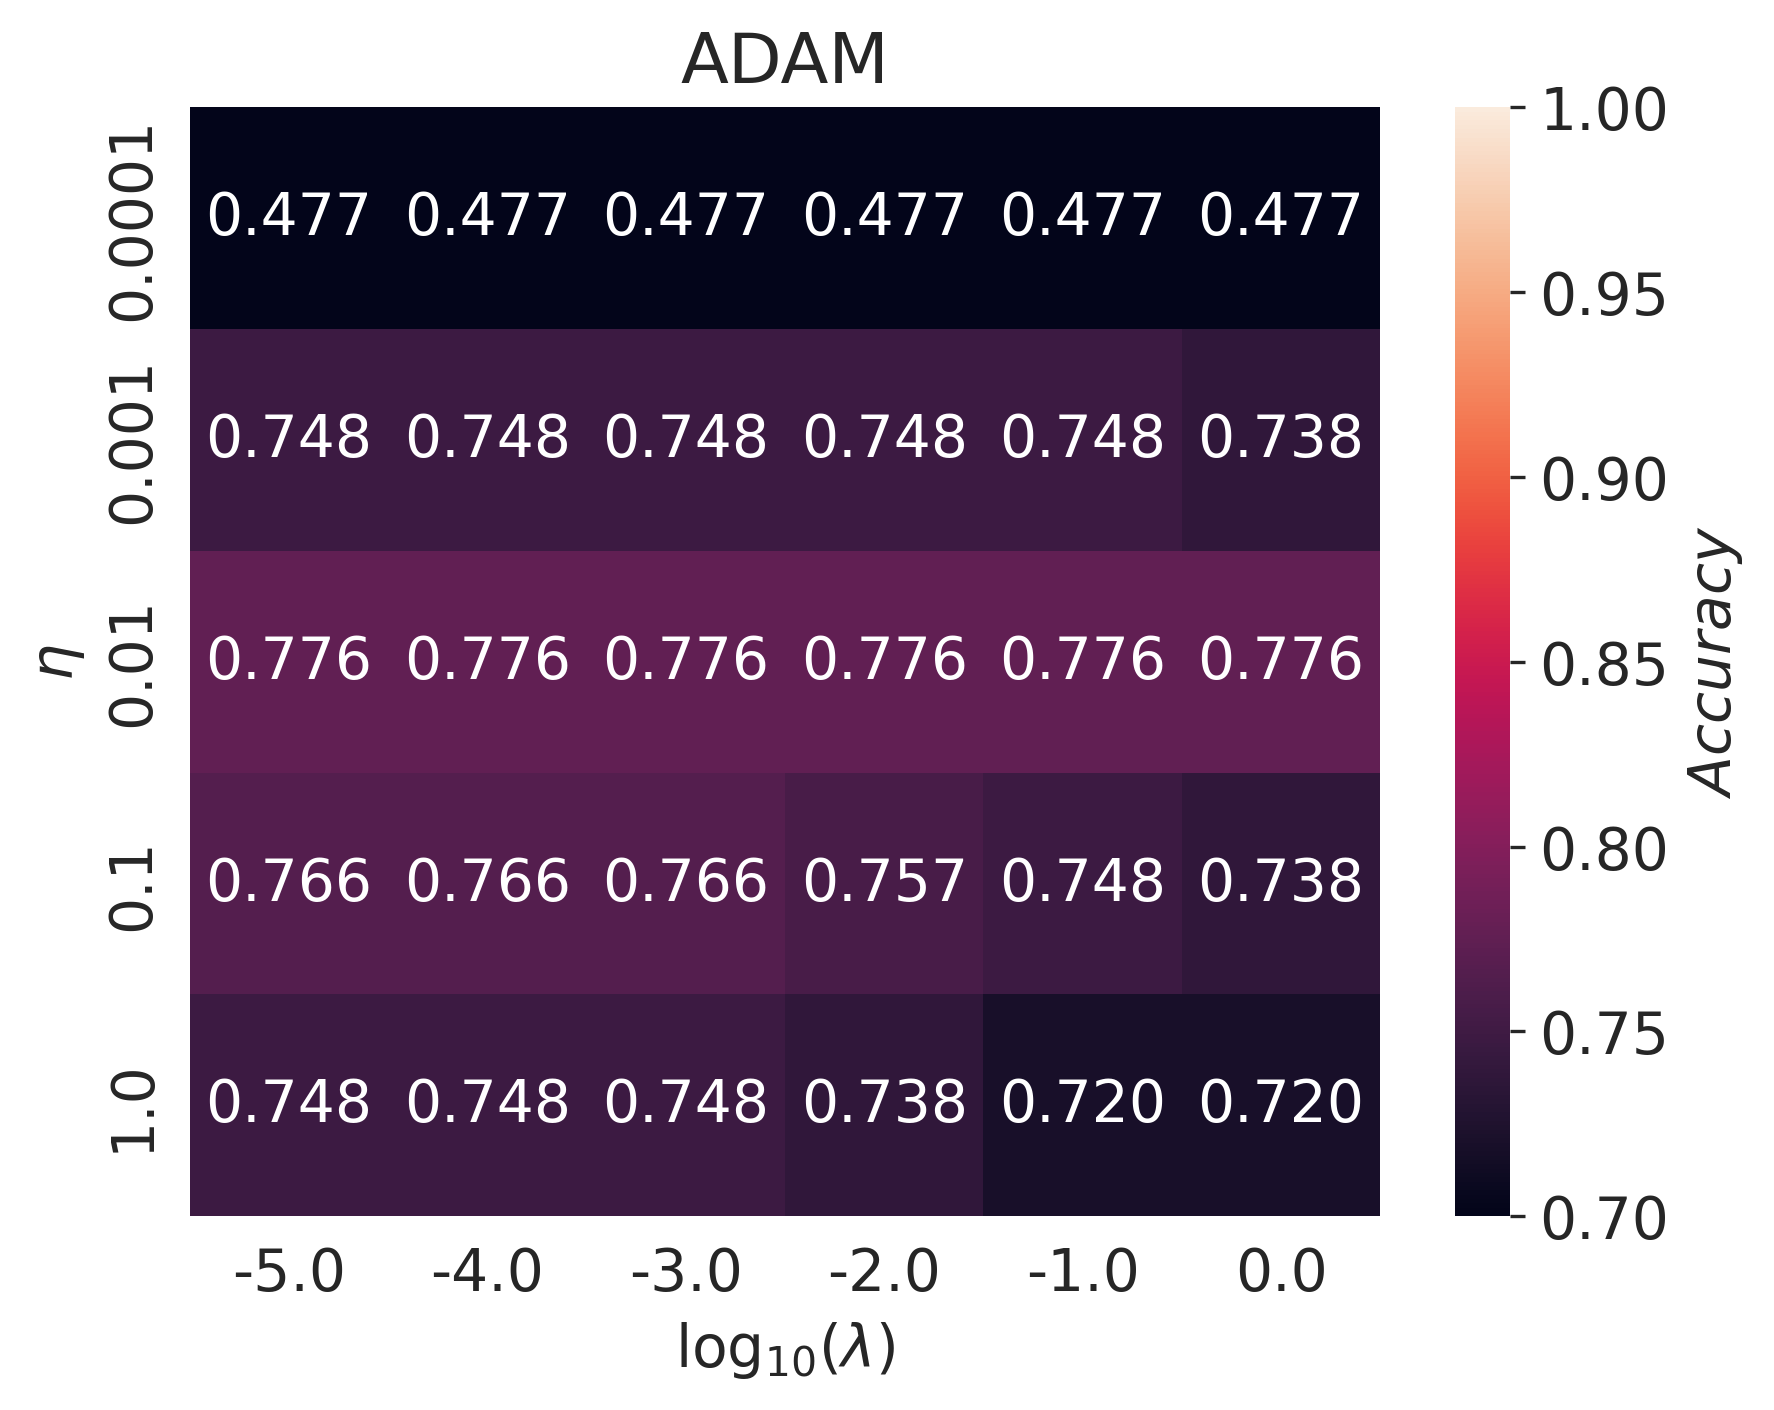 ADAM
0.0001 0.477 0.477 0.477 0.477 0.477 0.477
0.001 0.748 0.748 0.748 0.748 0.748 0.738
0.01 0.776 0.776 0.776 0.776 0.776 0.776
0.1 0.766 0.766 0.766 0.757 0.748 0.738
1.0 0.748 0.748 0.748 0.738 0.720 0.720
η
-5.0 -4.0 -3.0 -2.0 -1.0 0.0
log₁₀(λ)
1.00
0.95
0.90
0.85
0.80
0.75
0.70
Accuracy